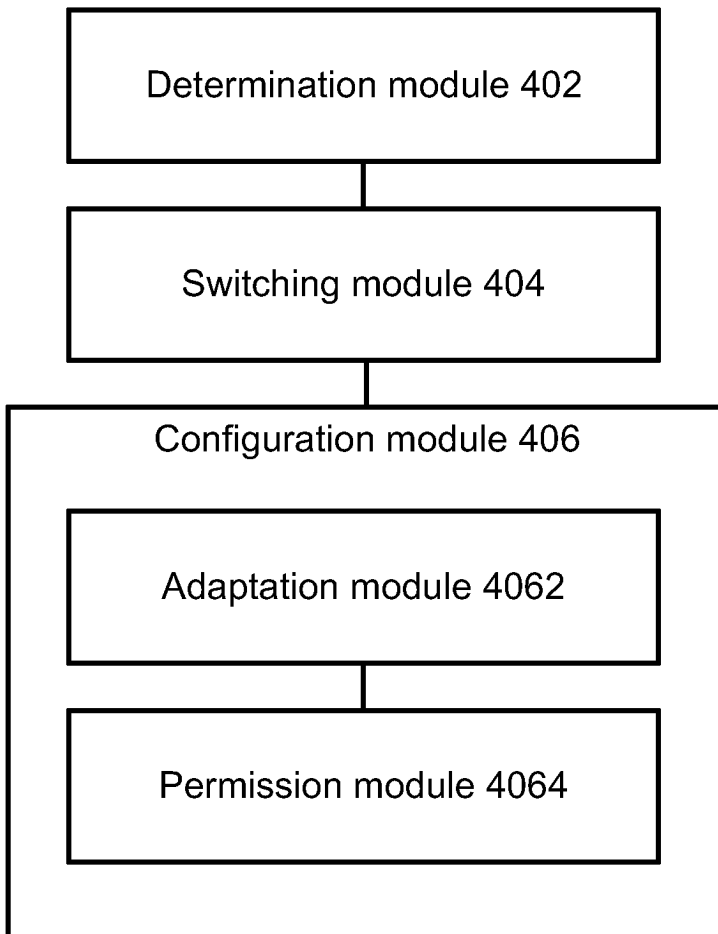 Determination module 402
Switching module 404
Configuration module 406
Adaptation module 4062
Permission module 4064